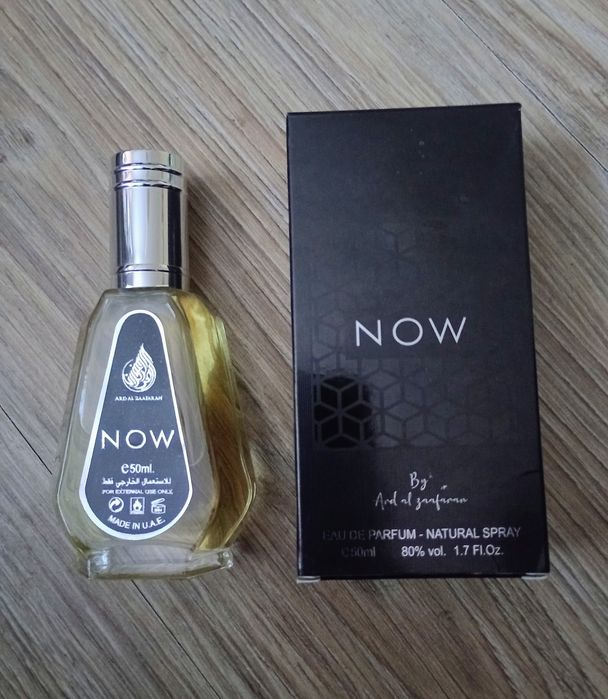 ARD AL ZAAFARAN
NOW
℮50ml.
للاستعمال الخارجي فقط
FOR EXTERNAL USE ONLY.
MADE IN U.A.E.
NOW
By
Ard al zaafaran
EAU DE PARFUM - NATURAL SPRAY
℮50ml 80% vol. 1.7 Fl.Oz.